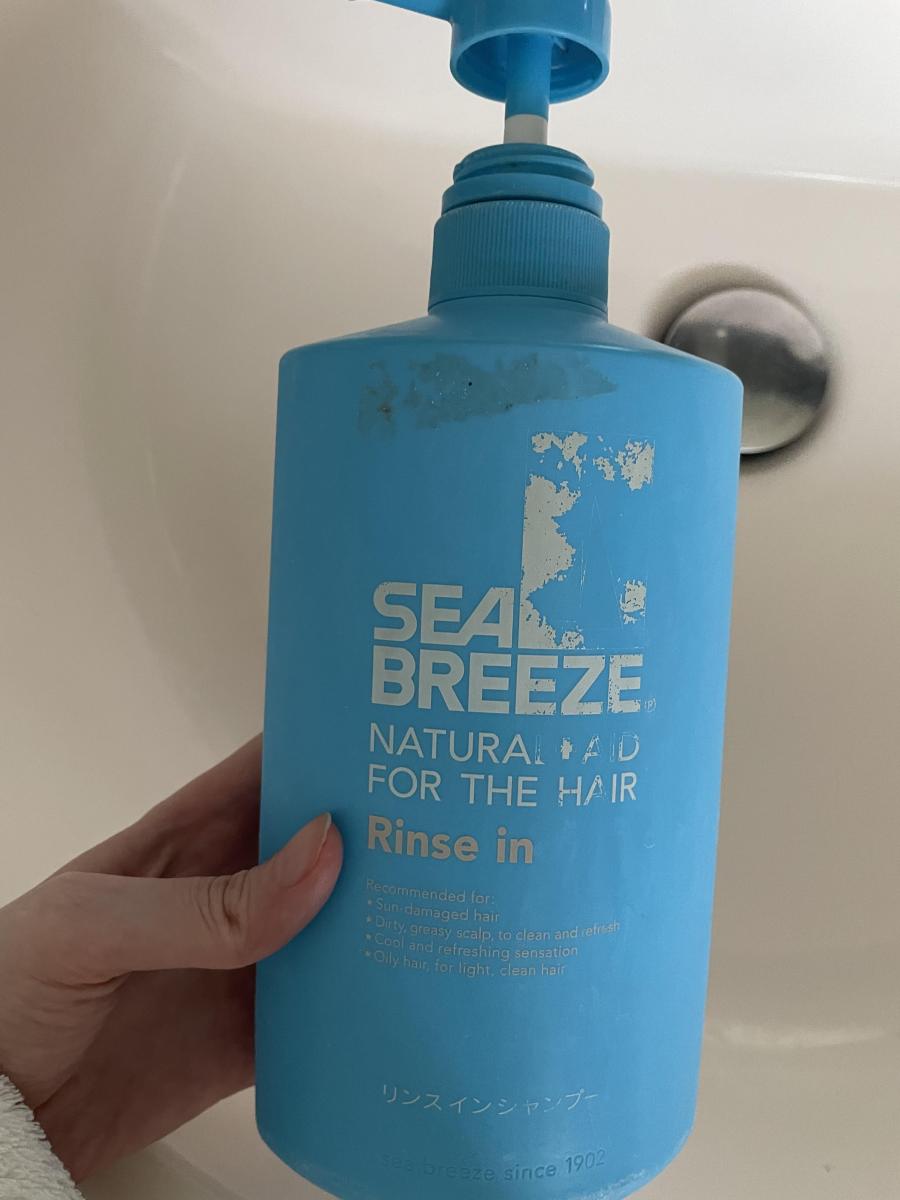 SEA
BREEZE
NATURAL + AID
FOR THE HAIR
Rinse in
Recommended for:
* Sun-damaged hair
* Dirty, greasy scalp, to clean and refresh
* Cool and refreshing sensation
* Oily hair, for light, clean hair
リンスインシャンプー
sea breeze since 1902